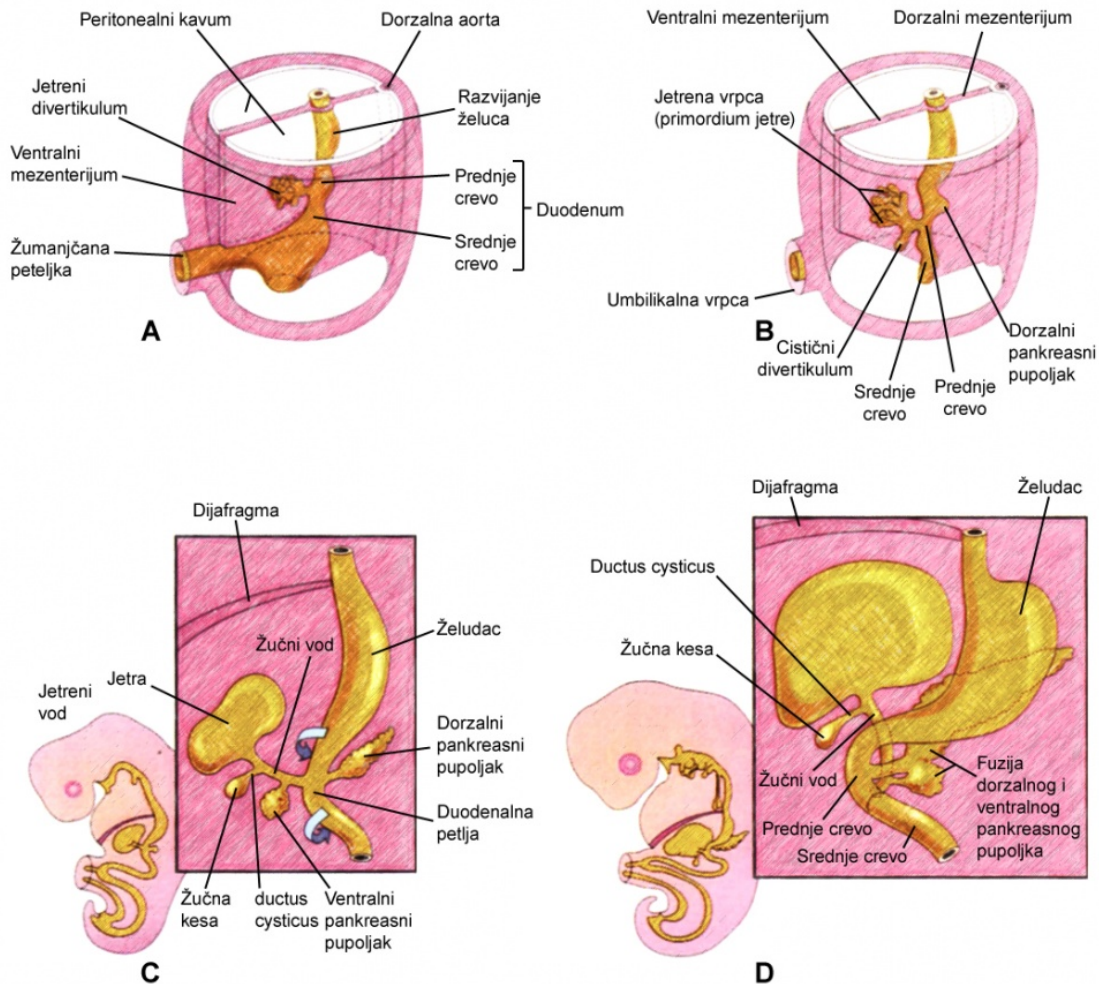 Peritonealni kavum
Dorzalna aorta
Jetreni
divertikulum
Razvijanje
želuca
Ventralni
mezenterijum
Prednje
crevo
Duodenum
Srednje
crevo
Žumanjčana
peteljka
A
Ventralni mezenterijum
Dorzalni mezenterijum
Jetrena vrpca
(primordium jetre)
Umbilikalna vrpca
B
Cistični
divertikulum
Srednje
crevo
Prednje
crevo
Dorzalni
pankreasni
pupoljak
Dijafragma
Žučni vod
Želudac
Jetra
Jetreni
vod
Dorzalni
pankreasni
pupoljak
Duodenalna
petlja
Žučna
kesa
ductus
cysticus
Ventralni
pankreasni
pupoljak
C
Dijafragma
Želudac
Ductus cysticus
Žučna kesa
Žučni vod
Prednje crevo
Srednje crevo
Fuzija
dorzalnog i
ventralnog
pankreasnog
pupoljka
D